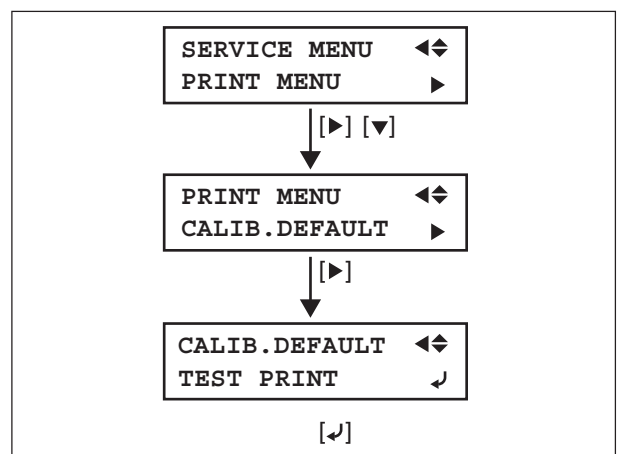 SERVICE MENU ◀◆
PRINT MENU ▶
[▶] [▼]
PRINT MENU ◀◆
CALIB.DEFAULT ▶
[▶]
CALIB.DEFAULT ◀◆
TEST PRINT ↵
[↵]